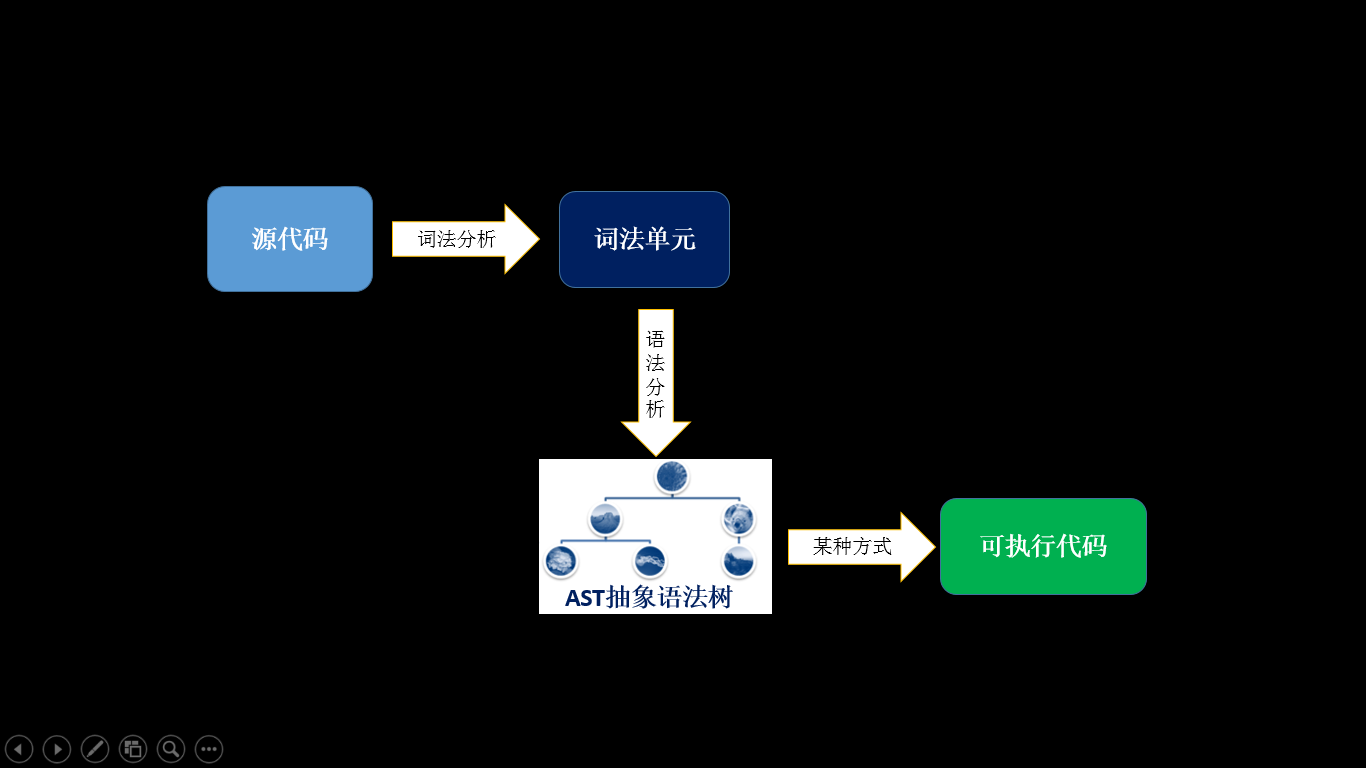 源代码
词法分析
词法单元
语法分析
AST抽象语法树
某种方式
可执行代码